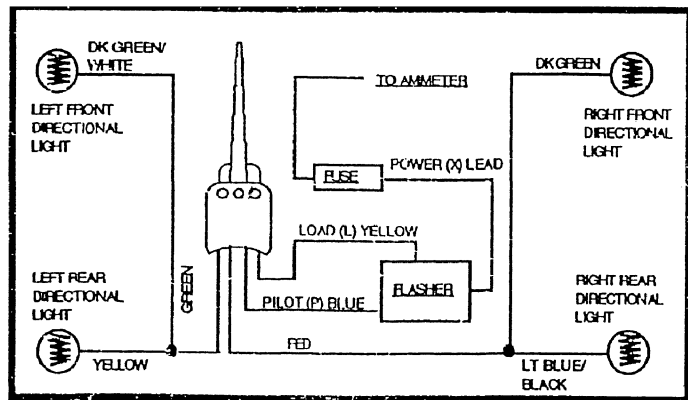 DK GREEN/
WHITE
LEFT FRONT
DIRECTIONAL
LIGHT
TO AMMETER
DK GREEN
RIGHT FRONT
DIRECTIONAL
LIGHT
FUSE
POWER (X) LEAD
LOAD (L) YELLOW
LEFT REAR
DIRECTIONAL
LIGHT
GREEN
PILOT (P) BLUE
FLASHER
RIGHT REAR
DIRECTIONAL
LIGHT
YELLOW
RED
LT BLUE/
BLACK